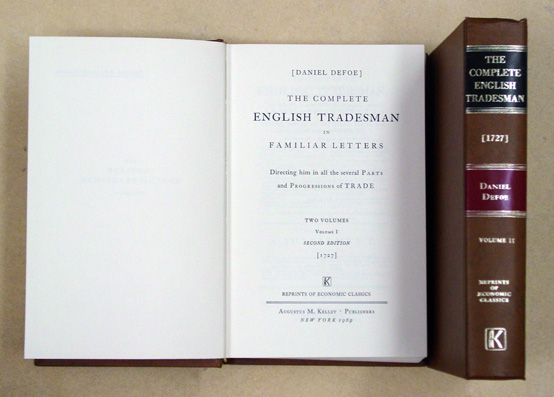 [DANIEL DEFOE]
THE COMPLETE
ENGLISH TRADESMAN
IN
FAMILIAR LETTERS
Directing him in all the several PARTS
and PROGRESSIONS of TRADE
TWO VOLUMES
VOLUME I
SECOND EDITION
[1727]
K
REPRINTS OF ECONOMIC CLASSICS
AUGUSTUS M. KELLEY · PUBLISHERS
NEW YORK 1969
THE
COMPLETE
ENGLISH
TRADESMAN
[1727]
DANIEL
DEFOE
VOLUME II
REPRINTS
OF
ECONOMIC
CLASSICS
K